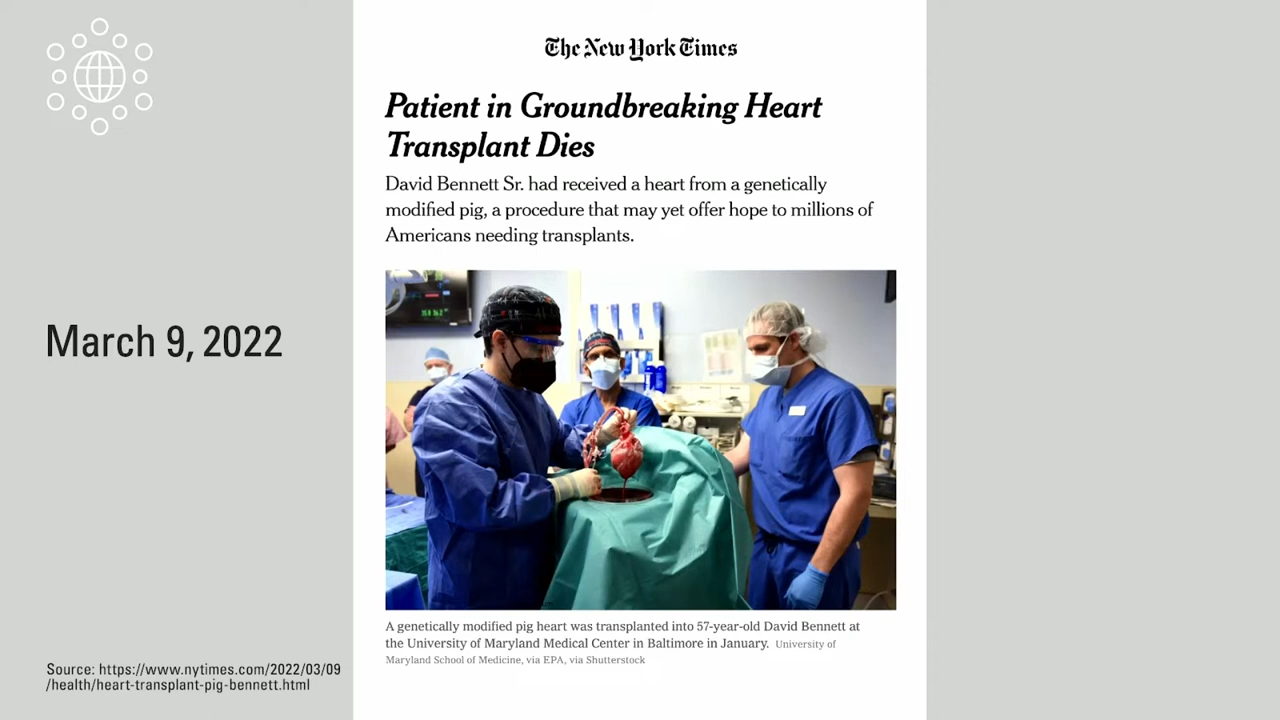 The New York Times
Patient in Groundbreaking Heart
Transplant Dies
David Bennett Sr. had received a heart from a genetically
modified pig, a procedure that may yet offer hope to millions of
Americans needing transplants.
March 9, 2022
A genetically modified pig heart was transplanted into 57-year-old David Bennett at
the University of Maryland Medical Center in Baltimore in January. University of
Maryland School of Medicine, via EPA, via Shutterstock
Source: https://www.nytimes.com/2022/03/09
/health/heart-transplant-pig-bennett.html